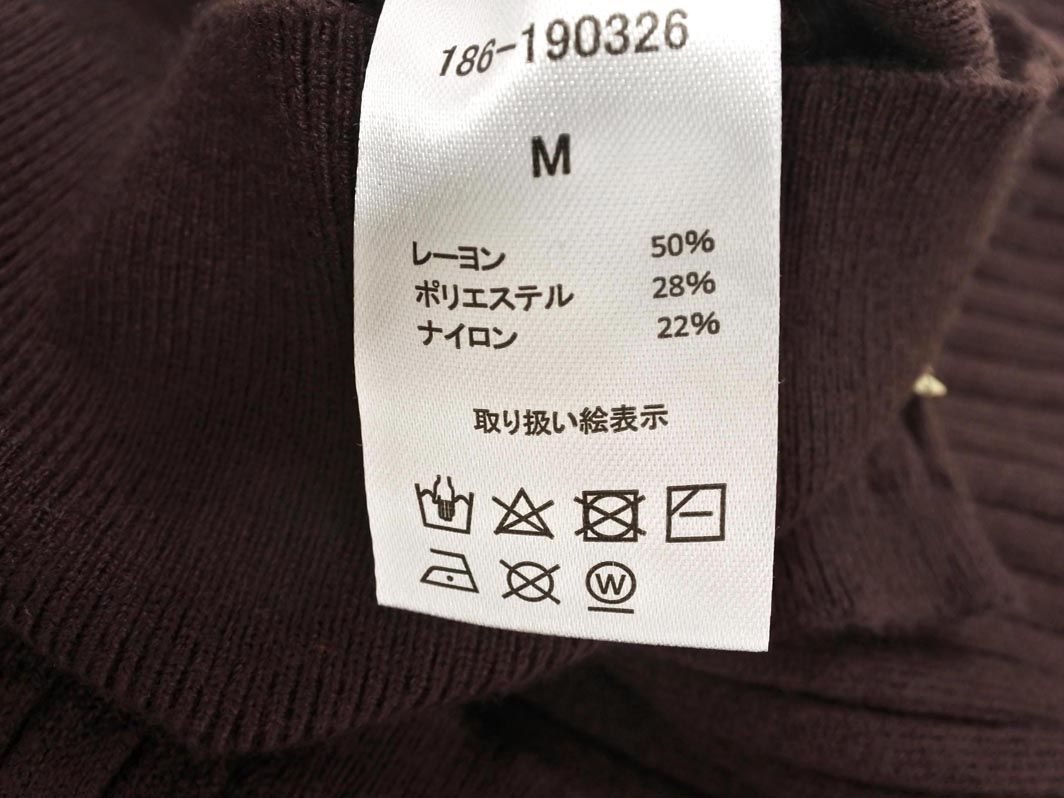 186-190326
M
レーヨン 50%
ポリエステル 28%
ナイロン 22%
取り扱い絵表示
W